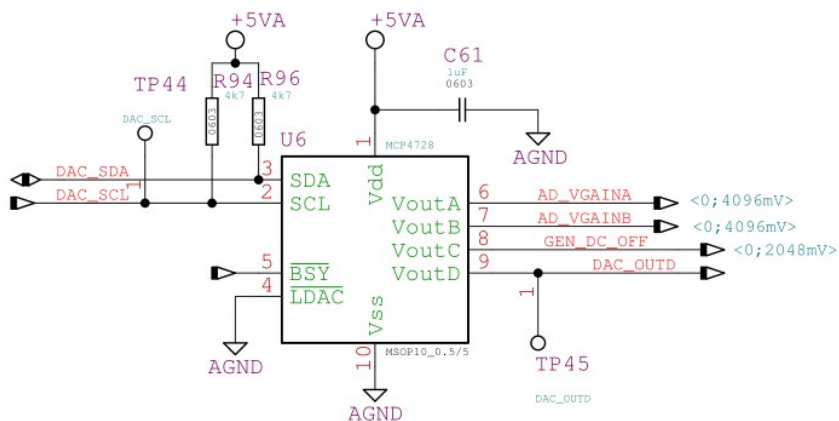 +5VA
+5VA
TP44
R94
4k7
0603
R96
4k7
0603
DAC_SCL
C61
1uF
0603
AGND
U6
MCP4728
1
DAC_SDA
1
DAC_SCL
3 SDA
2 SCL
5 BSY
4 LDAC
Vdd
Vss
10
VoutA 6 AD_VGAINA <0;4096mV>
VoutB 7 AD_VGAINB <0;4096mV>
VoutC 8 GEN_DC_OFF <0;2048mV>
VoutD 9 DAC_OUTD
1
MSOP10_0.5/5
AGND
AGND
TP45
DAC_OUTD